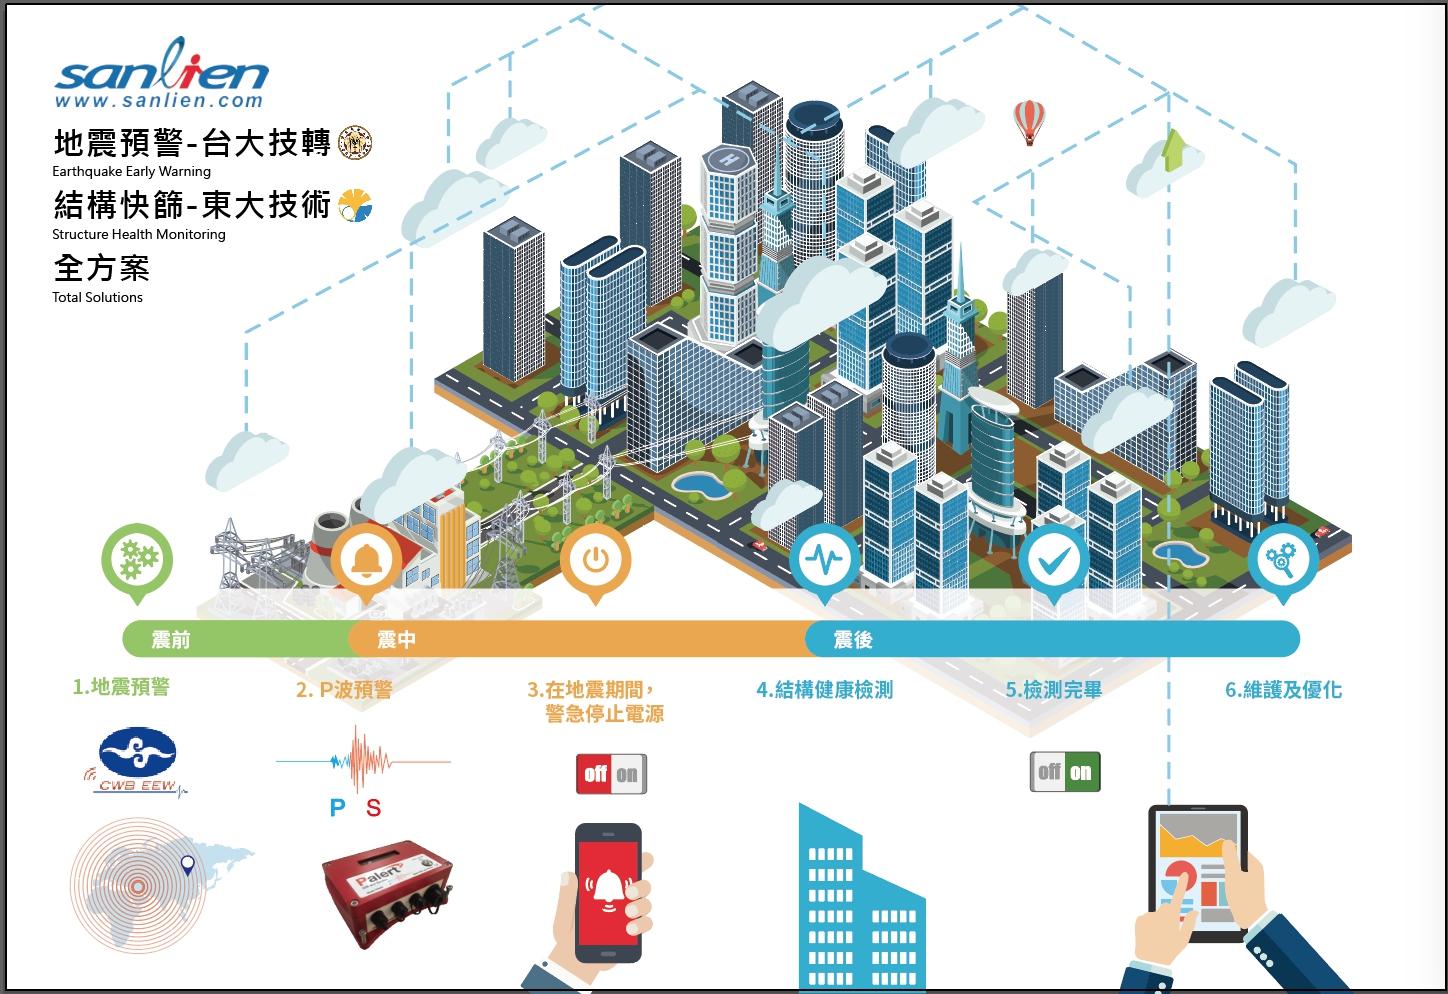 sanlien
www.sanlien.com
地震預警-台大技轉
Earthquake Early Warning
結構快篩-東大技術
Structure Health Monitoring
全方案
Total Solutions
H
震前
震中
震後
1.地震預警
2. P波預警
3.在地震期間，
警急停止電源
4.結構健康檢測
5.檢測完畢
6.維護及優化
CWB EEW
P S
off on
off on
Palert